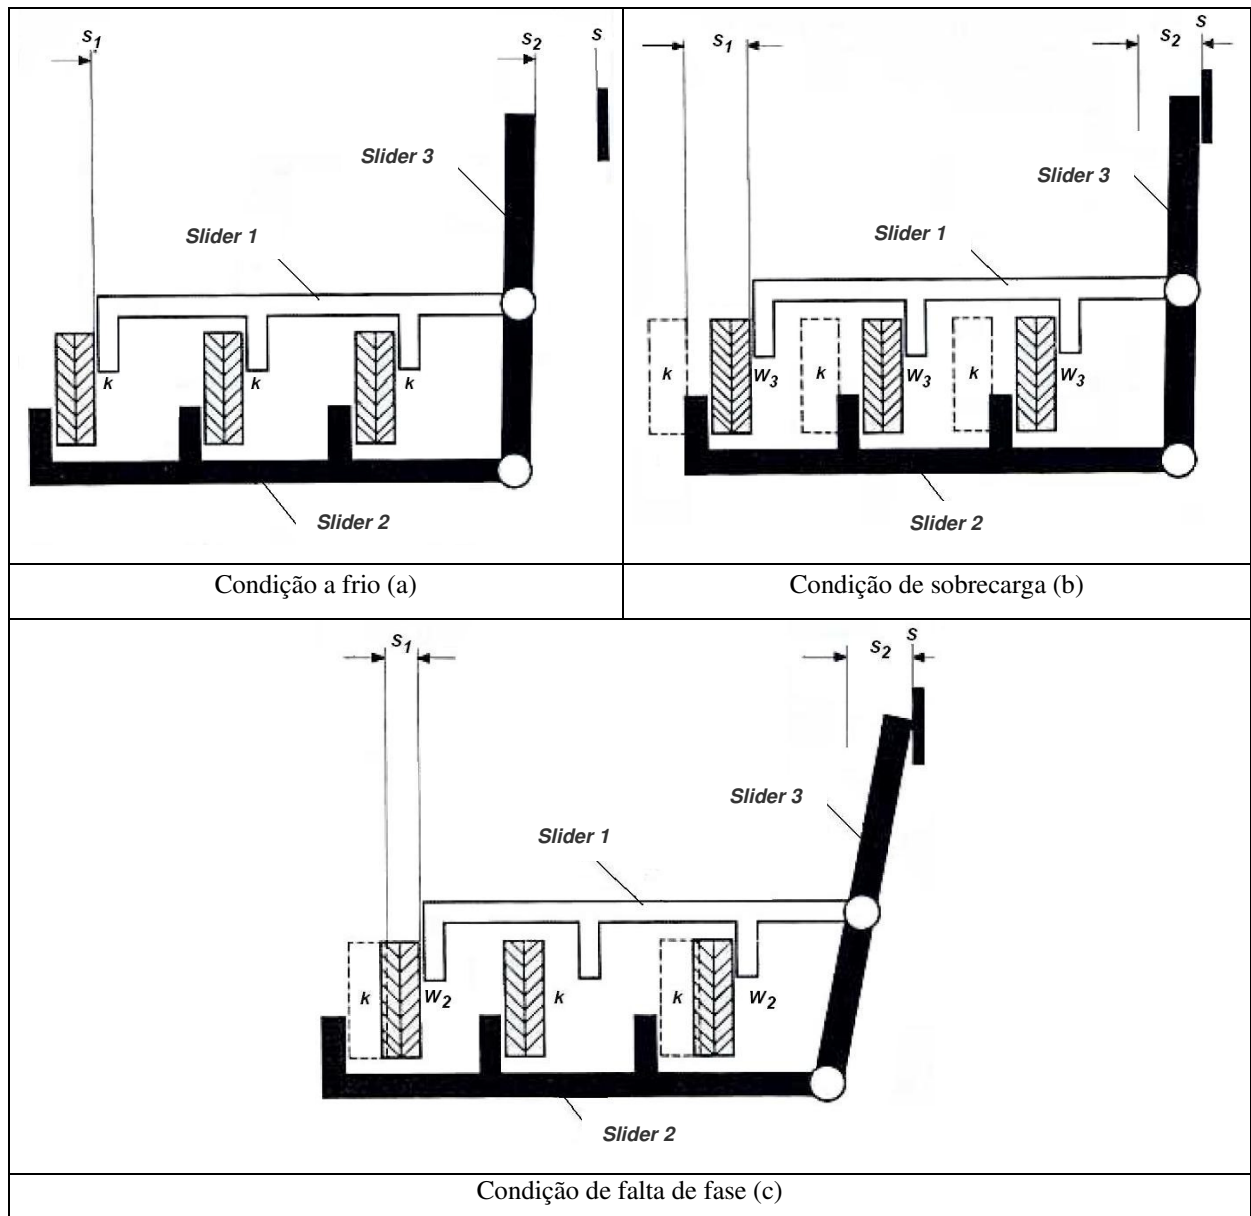 s1
s2
s
Slider 3
Slider 1
k
k
k
Slider 2
Condição a frio (a)
s1
s2
s
Slider 3
Slider 1
k
W3
k
W3
k
W3
Slider 2
Condição de sobrecarga (b)
s1
s2
s
Slider 3
Slider 1
k
W2
k
k
W2
Slider 2
Condição de falta de fase (c)